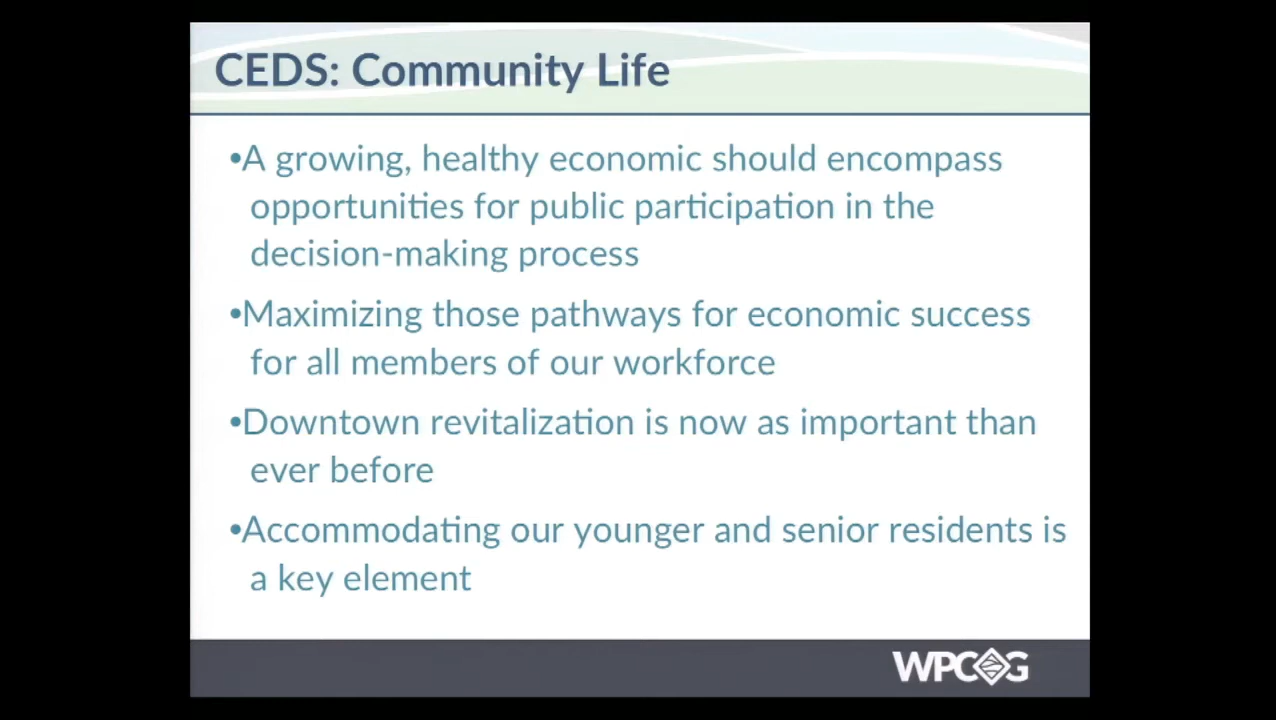 CEDS: Community Life
•A growing, healthy economic should encompass
opportunities for public participation in the
decision-making process
•Maximizing those pathways for economic success
for all members of our workforce
•Downtown revitalization is now as important than
ever before
•Accommodating our younger and senior residents is
a key element
WPCOG